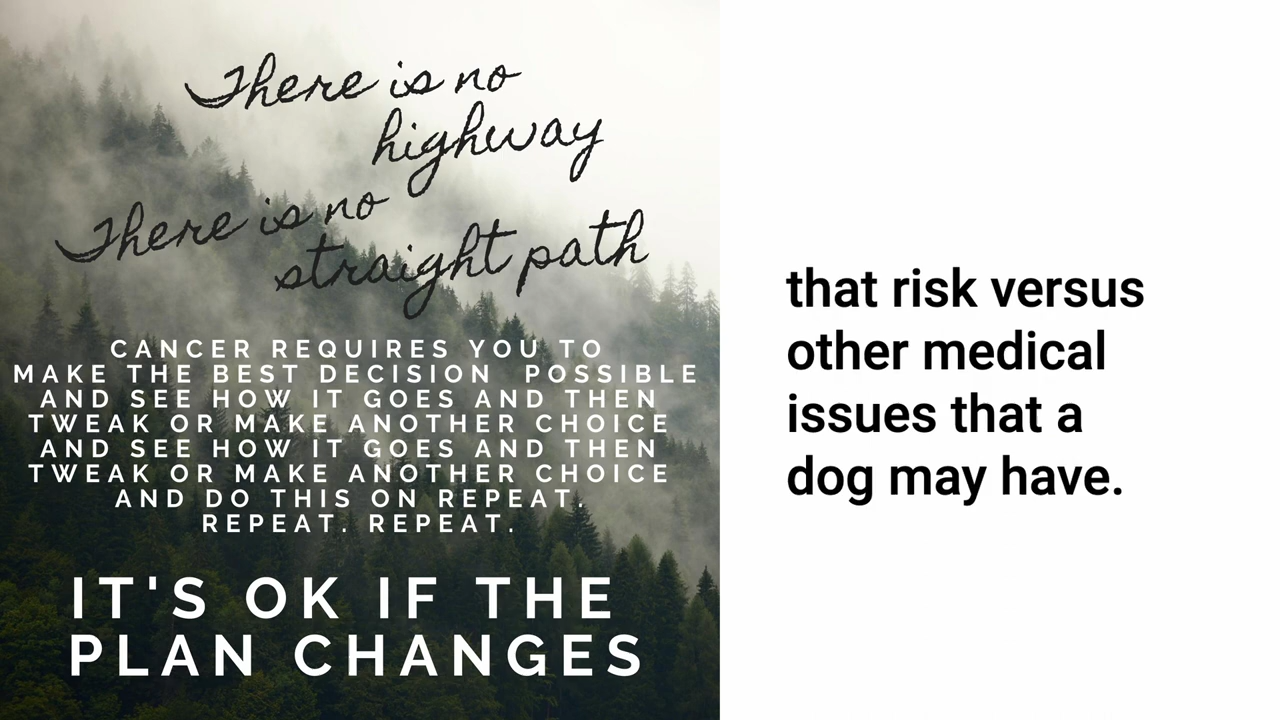 There is no
highway
There is no
straight path
CANCER REQUIRES YOU TO
MAKE THE BEST DECISION POSSIBLE
AND SEE HOW IT GOES AND THEN
TWEAK OR MAKE ANOTHER CHOICE
AND SEE HOW IT GOES AND THEN
TWEAK OR MAKE ANOTHER CHOICE
AND DO THIS ON REPEAT.
REPEAT. REPEAT.
IT'S OK IF THE
PLAN CHANGES
that risk versus
other medical
issues that a
dog may have.